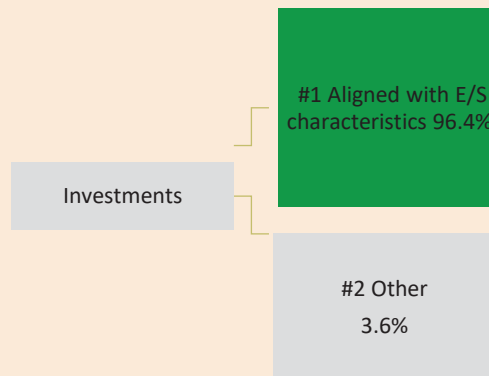 #1 Aligned with E/S
characteristics 96.4%
Investments
#2 Other
3.6%